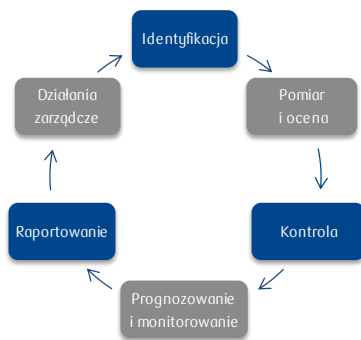 Identyfikacja
Pomiar
i ocena
Kontrola
Prognozowanie
i monitorowanie
Raportowanie
Działania
zarządcze